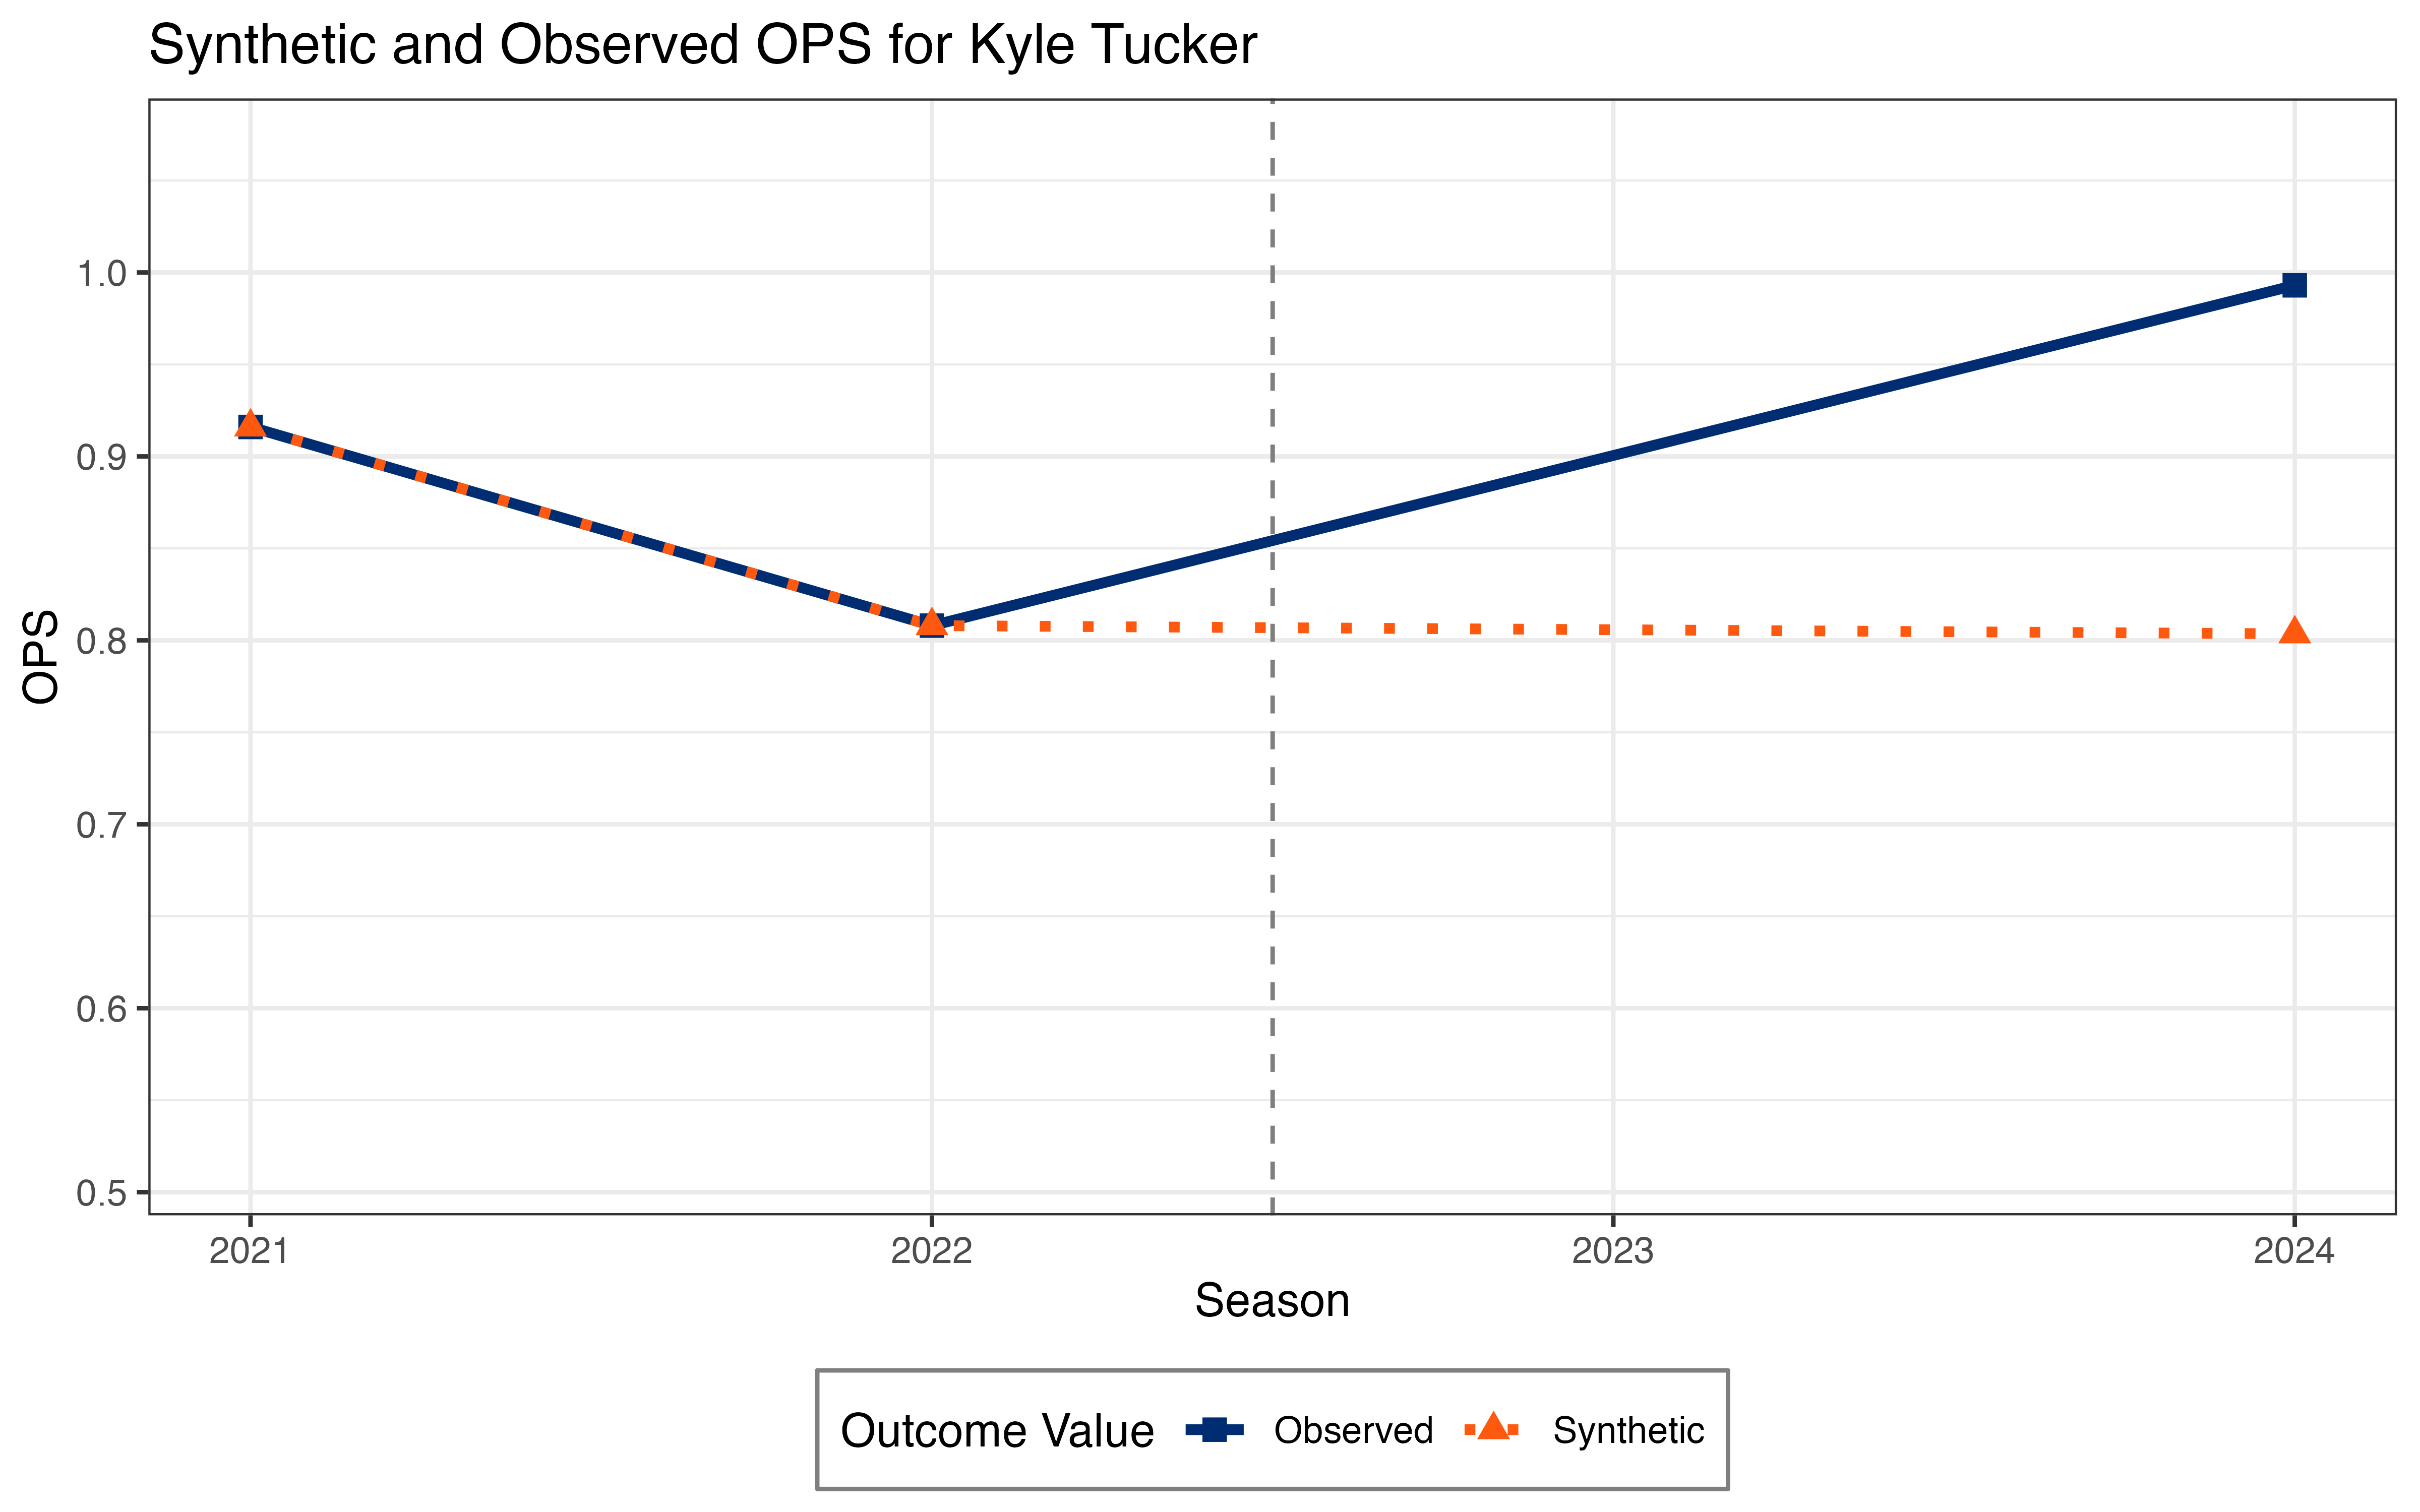 Synthetic and Observed OPS for Kyle Tucker
OPS
1.0
0.9
0.8
0.7
0.6
0.5
2021 2022 2023 2024
Season
Outcome Value Observed Synthetic